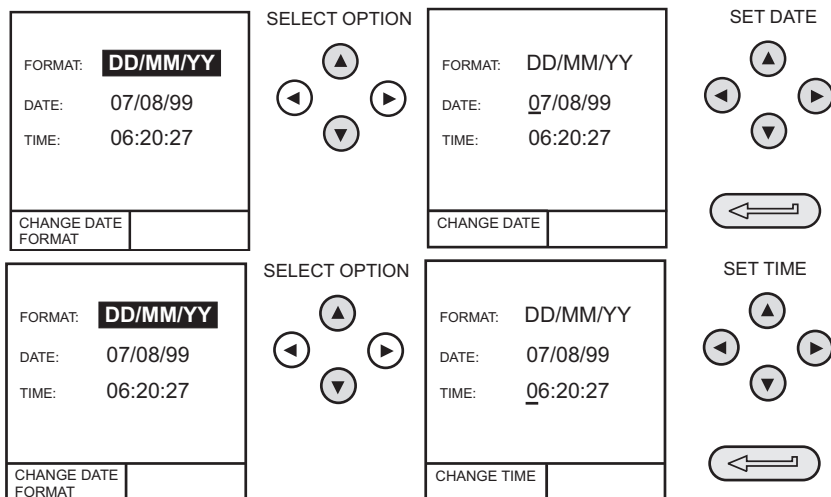 SELECT OPTION
FORMAT: DD/MM/YY
DATE: 07/08/99
TIME: 06:20:27
CHANGE DATE
FORMAT
FORMAT: DD/MM/YY
DATE: 07/08/99
TIME: 06:20:27
CHANGE DATE
SET DATE
SELECT OPTION
FORMAT: DD/MM/YY
DATE: 07/08/99
TIME: 06:20:27
CHANGE DATE
FORMAT
FORMAT: DD/MM/YY
DATE: 07/08/99
TIME: 06:20:27
CHANGE TIME
SET TIME